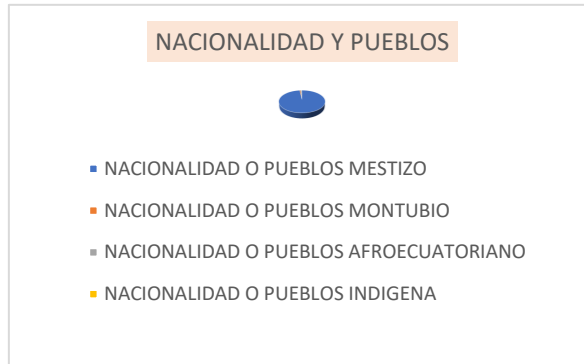 NACIONALIDAD Y PUEBLOS
NACIONALIDAD O PUEBLOS MESTIZO
NACIONALIDAD O PUEBLOS MONTUBIO
NACIONALIDAD O PUEBLOS AFROECUATORIANO
NACIONALIDAD O PUEBLOS INDIGENA